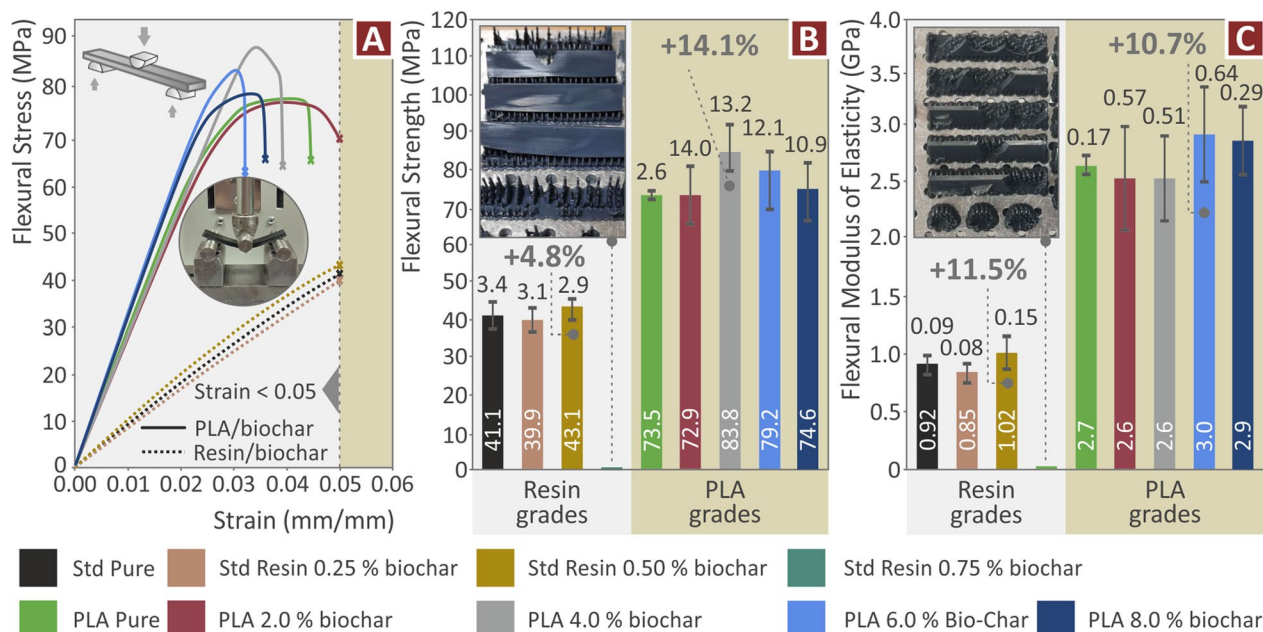 A
Flexural Stress (MPa)
90
80
70
60
50
40
30
20
10
0
0.00 0.01 0.02 0.03 0.04 0.05 0.06
Strain (mm/mm)
Strain < 0.05
PLA/biochar
Resin/biochar
B
Flexural Strength (MPa)
120
110
100
90
80
70
60
50
40
30
20
10
0
+14.1%
+4.8%
3.4 3.1 2.9 2.6 14.0 13.2 12.1 10.9
41.1 39.9 43.1 73.5 72.9 83.8 79.2 74.6
Resin grades
PLA grades
C
Flexural Modulus of Elasticity (GPa)
4.0
3.5
3.0
2.5
2.0
1.5
1.0
0.5
0
+10.7%
+11.5%
0.09 0.08 0.15 0.17 0.57 0.51 0.64 0.29
0.92 0.85 1.02 2.7 2.6 2.6 3.0 2.9
Resin grades
PLA grades
Std Pure
Std Resin 0.25 % biochar
Std Resin 0.50 % biochar
Std Resin 0.75 % biochar
PLA Pure
PLA 2.0 % biochar
PLA 4.0 % biochar
PLA 6.0 % Bio-Char
PLA 8.0 % biochar